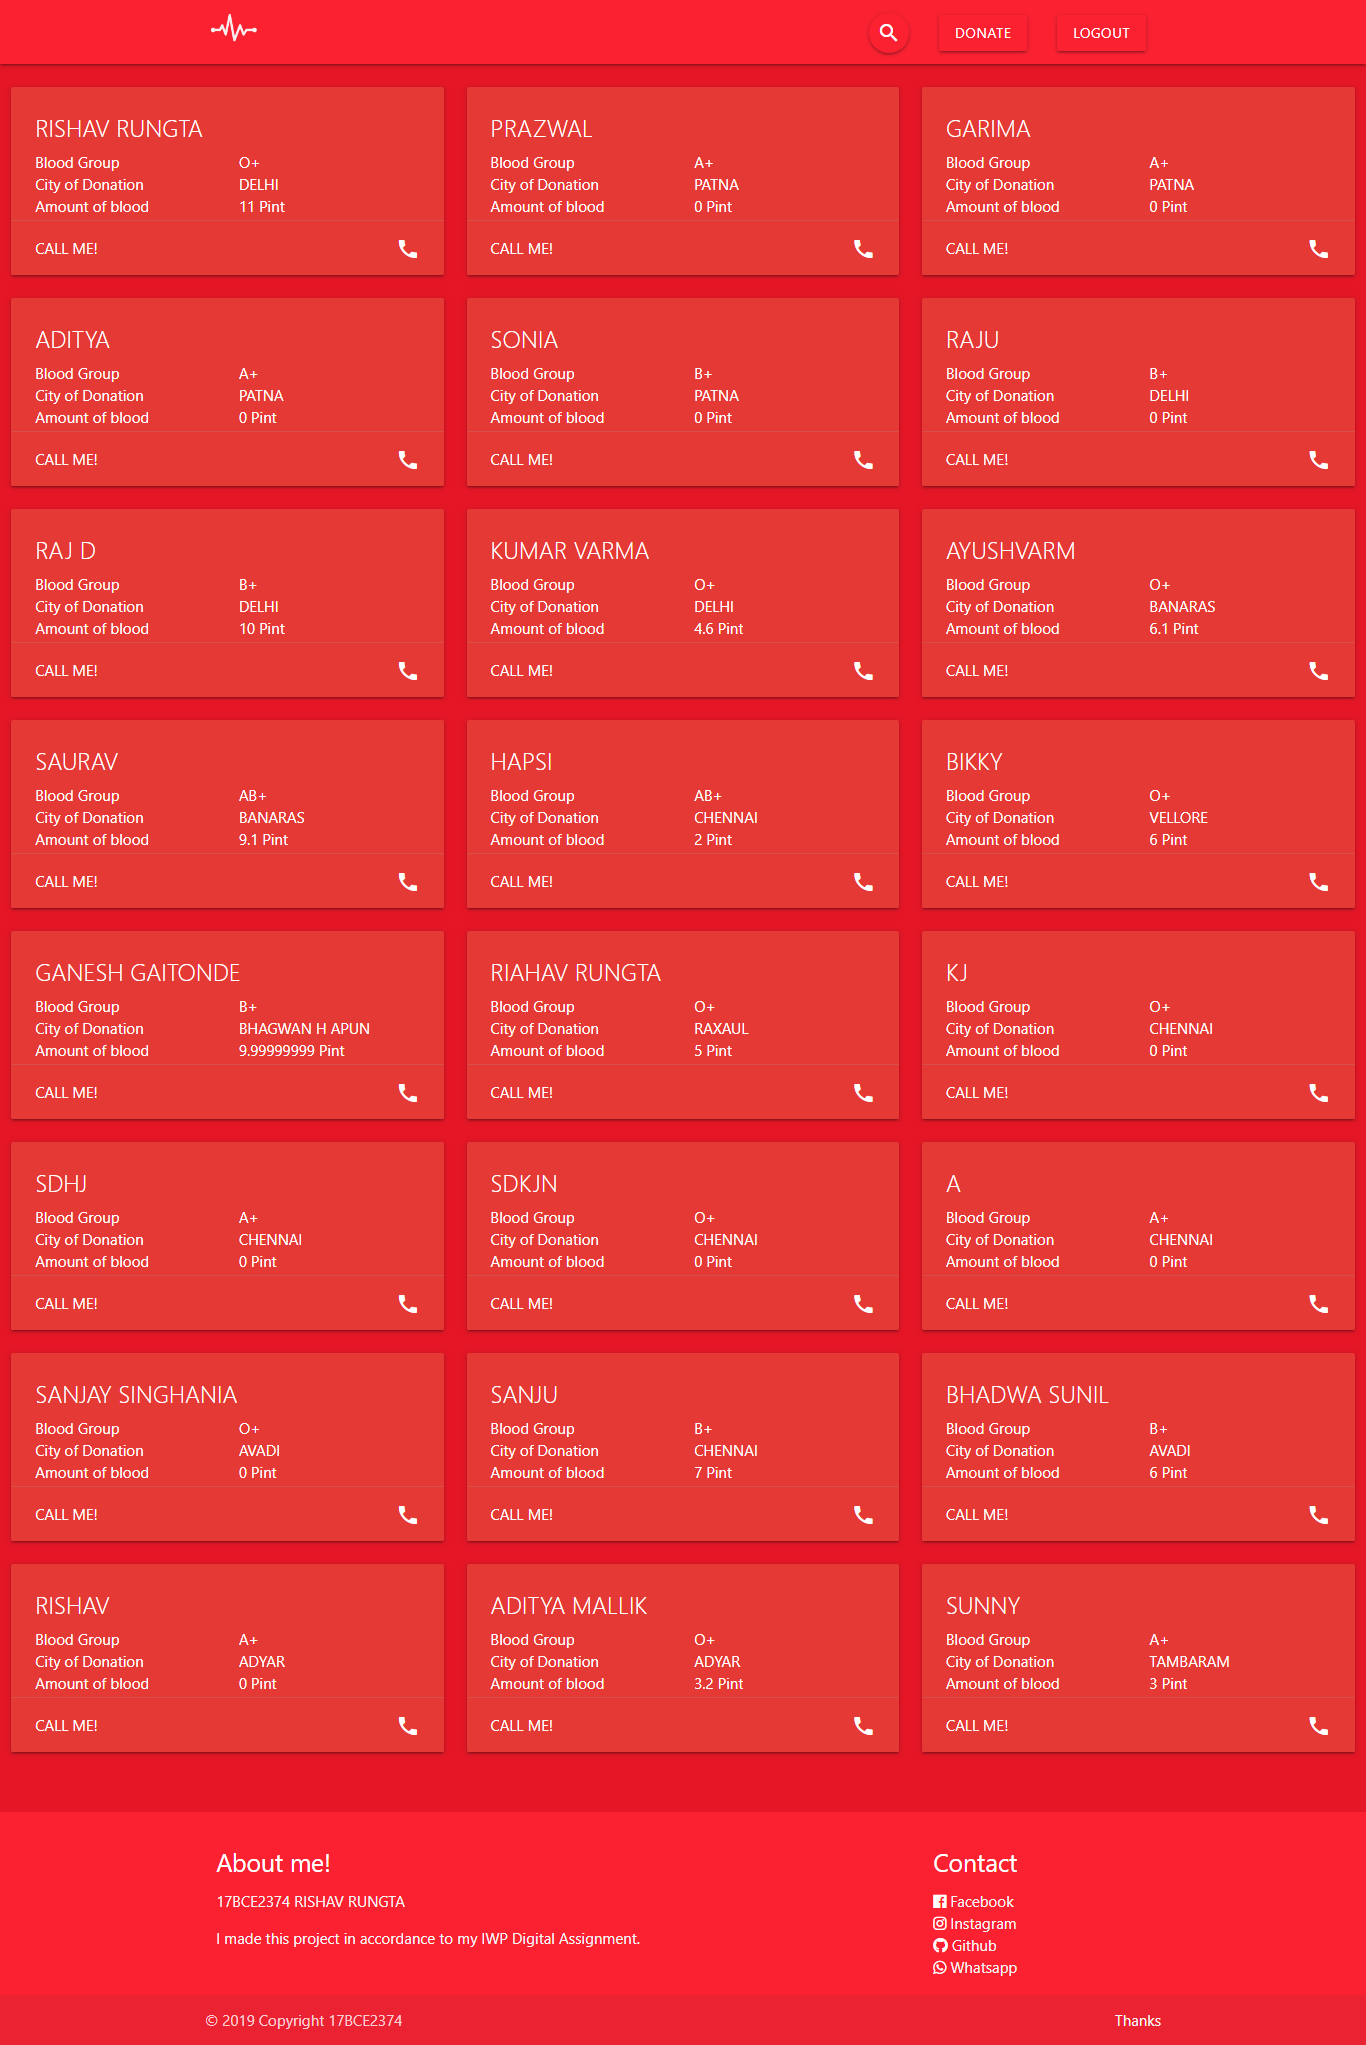 DONATE LOGOUT
RISHAV RUNGTA
Blood Group O+
City of Donation DELHI
Amount of blood 11 Pint
CALL ME!
PRAZWAL
Blood Group A+
City of Donation PATNA
Amount of blood 0 Pint
CALL ME!
GARIMA
Blood Group A+
City of Donation PATNA
Amount of blood 0 Pint
CALL ME!
ADITYA
Blood Group A+
City of Donation PATNA
Amount of blood 0 Pint
CALL ME!
SONIA
Blood Group B+
City of Donation PATNA
Amount of blood 0 Pint
CALL ME!
RAJU
Blood Group B+
City of Donation DELHI
Amount of blood 0 Pint
CALL ME!
RAJ D
Blood Group B+
City of Donation DELHI
Amount of blood 10 Pint
CALL ME!
KUMAR VARMA
Blood Group O+
City of Donation DELHI
Amount of blood 4.6 Pint
CALL ME!
AYUSHVARM
Blood Group O+
City of Donation BANARAS
Amount of blood 6.1 Pint
CALL ME!
SAURAV
Blood Group AB+
City of Donation BANARAS
Amount of blood 9.1 Pint
CALL ME!
HAPSI
Blood Group AB+
City of Donation CHENNAI
Amount of blood 2 Pint
CALL ME!
BIKKY
Blood Group O+
City of Donation VELLORE
Amount of blood 6 Pint
CALL ME!
GANESH GAITONDE
Blood Group B+
City of Donation BHAGWAN H APUN
Amount of blood 9.99999999 Pint
CALL ME!
RIAHAV RUNGTA
Blood Group O+
City of Donation RAXAUL
Amount of blood 5 Pint
CALL ME!
KJ
Blood Group O+
City of Donation CHENNAI
Amount of blood 0 Pint
CALL ME!
SDHJ
Blood Group A+
City of Donation CHENNAI
Amount of blood 0 Pint
CALL ME!
SDKJN
Blood Group O+
City of Donation CHENNAI
Amount of blood 0 Pint
CALL ME!
A
Blood Group A+
City of Donation CHENNAI
Amount of blood 0 Pint
CALL ME!
SANJAY SINGHANIA
Blood Group O+
City of Donation AVADI
Amount of blood 0 Pint
CALL ME!
SANJU
Blood Group B+
City of Donation CHENNAI
Amount of blood 7 Pint
CALL ME!
BHADWA SUNIL
Blood Group B+
City of Donation AVADI
Amount of blood 6 Pint
CALL ME!
RISHAV
Blood Group A+
City of Donation ADYAR
Amount of blood 0 Pint
CALL ME!
ADITYA MALLIK
Blood Group O+
City of Donation ADYAR
Amount of blood 3.2 Pint
CALL ME!
SUNNY
Blood Group A+
City of Donation TAMBARAM
Amount of blood 3 Pint
CALL ME!
About me!
17BCE2374 RISHAV RUNGTA
I made this project in accordance to my IWP Digital Assignment.
Contact
Facebook
Instagram
Github
Whatsapp
© 2019 Copyright 17BCE2374
Thanks